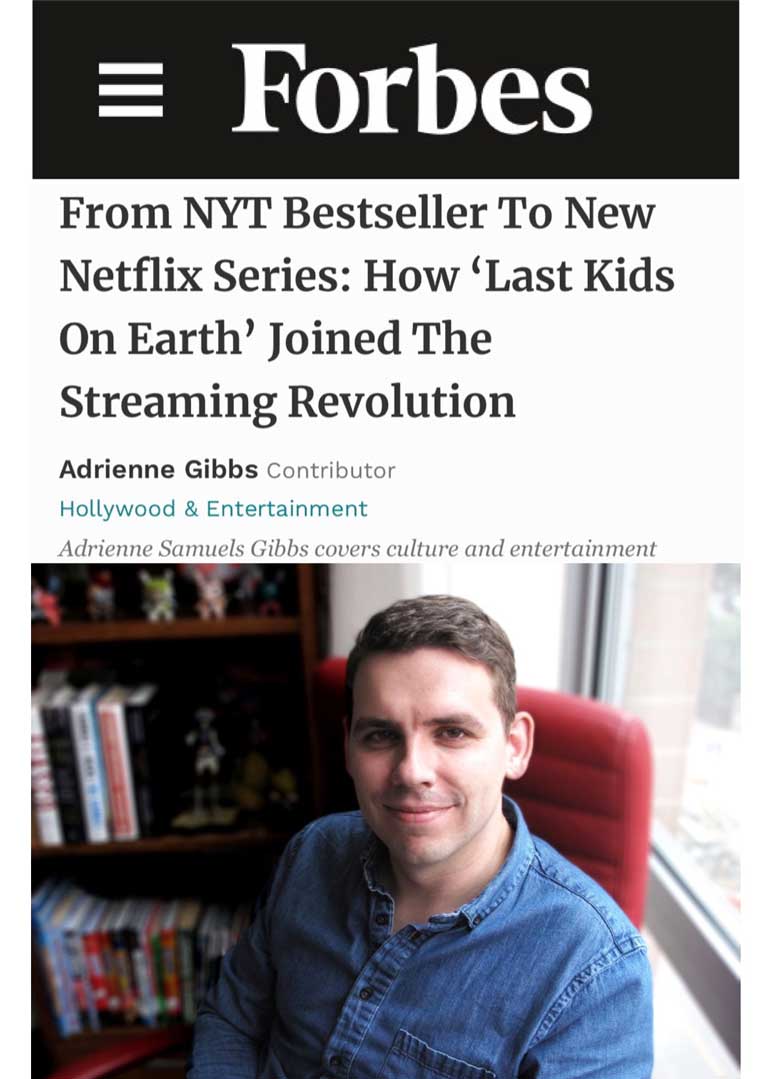 Forbes
From NYT Bestseller To New
Netflix Series: How ‘Last Kids
On Earth’ Joined The
Streaming Revolution
Adrienne Gibbs Contributor
Hollywood & Entertainment
Adrienne Samuels Gibbs covers culture and entertainment